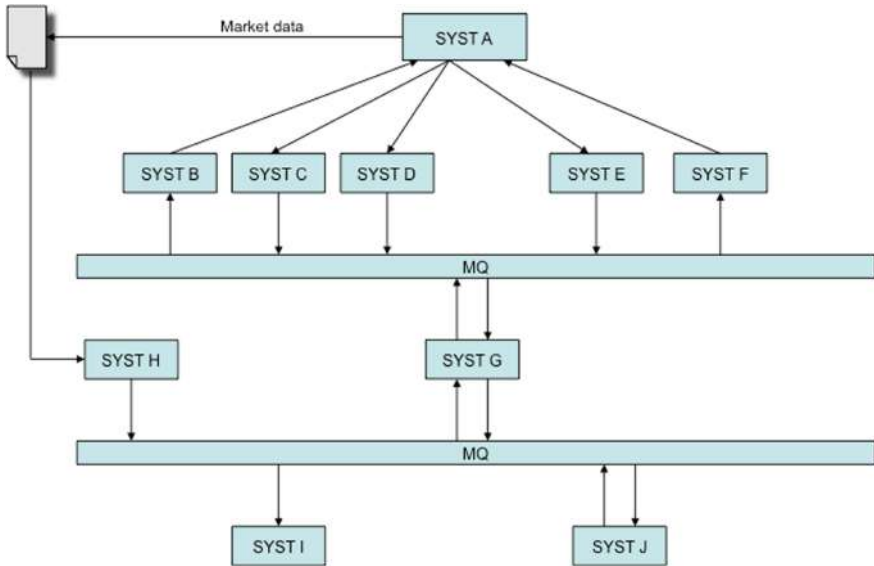 Market data
SYST A
SYST B
SYST C
SYST D
SYST E
SYST F
MQ
SYST H
SYST G
MQ
SYST I
SYST J